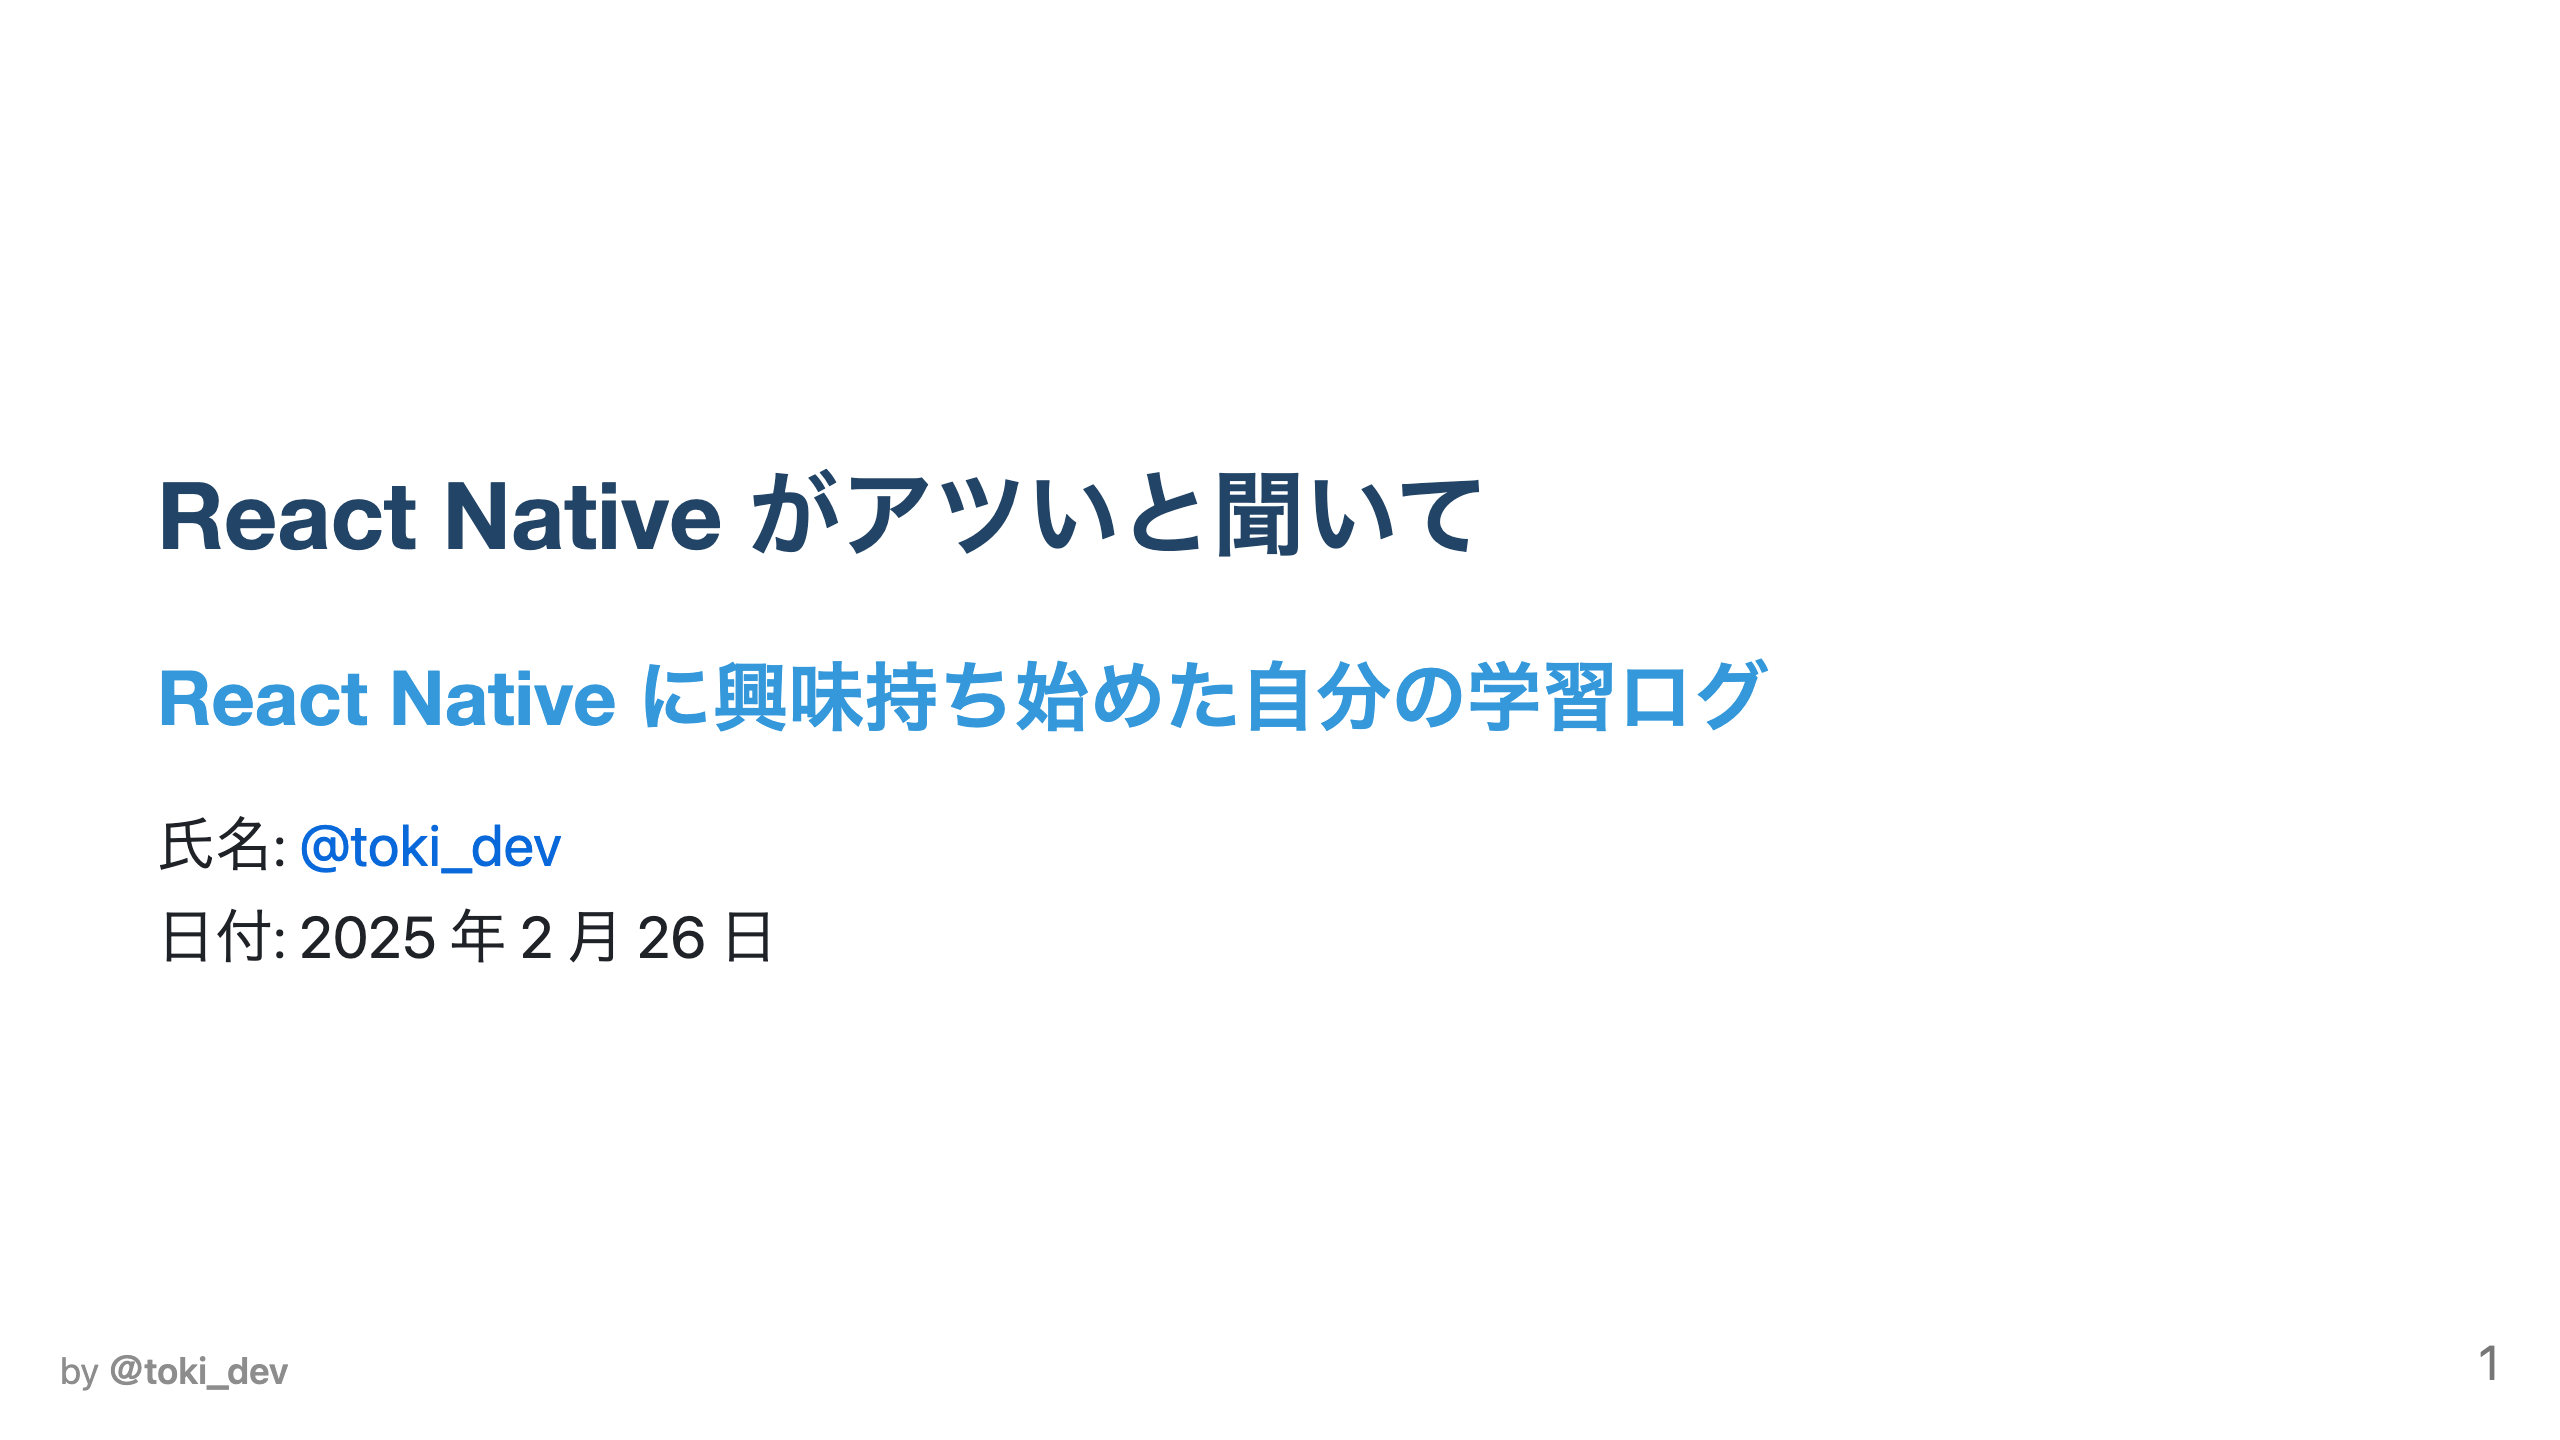 React Native がアツいと聞いて
React Native に興味持ち始めた自分の学習ログ
氏名: @toki_dev
日付: 2025 年 2 月 26 日
by @toki_dev
1